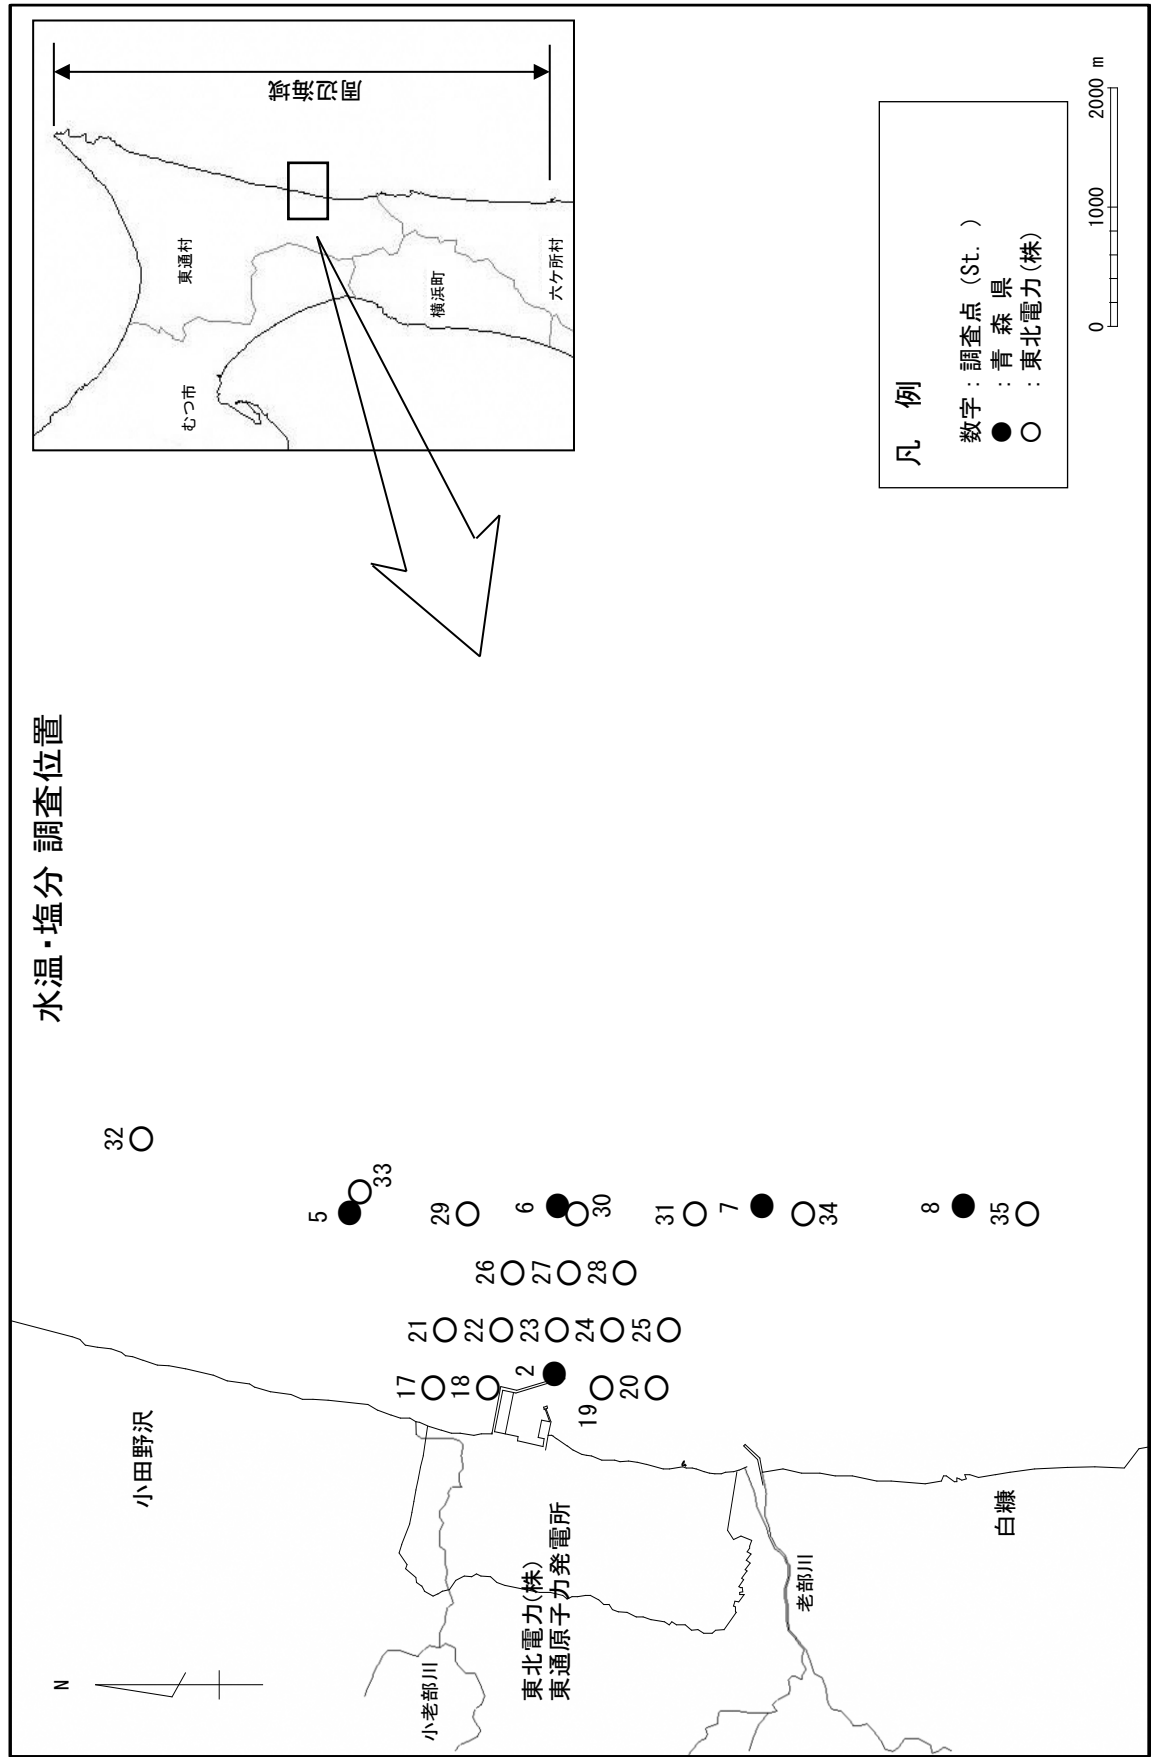 水温・塩分 調査位置
N
小田野沢
小老部川
東北電力(株)
東通原子力発電所
老部川
白糠
32
5
33
29
6
30
31
7
34
8
35
26
27
28
21
22
23
24
25
17
18
2
19
20
むつ市
東通村
横浜町
六ケ所村
周辺海域
凡 例
数字：調査点 (St. )
● ：青 森 県
○ ：東北電力(株)
0 1000 2000 m